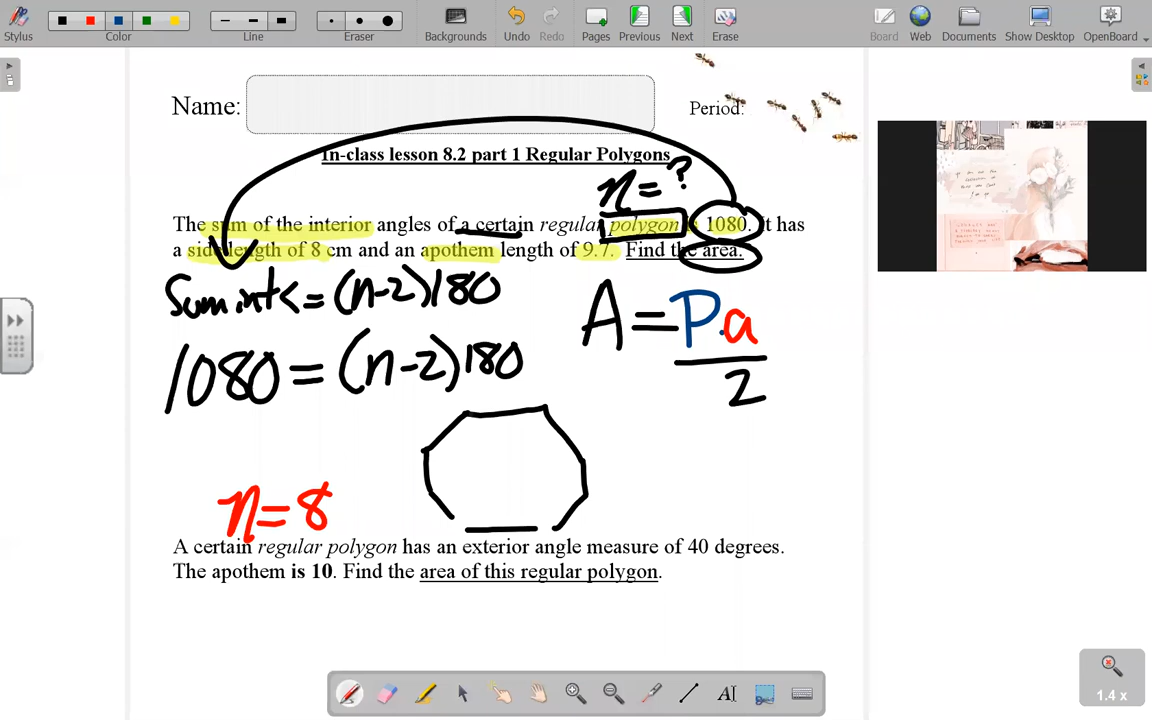 Stylus Color Line Eraser Backgrounds Undo Redo Pages Previous Next Erase Board Web Documents Show Desktop OpenBoard
Name: Period:
In-class lesson 8.2 part 1 Regular Polygons
n = ?
The sum of the interior angles of a certain regular polygon is 1080. It has
a side length of 8 cm and an apothem length of 9.7. Find the area.
Sum int < = (n-2)180
A = P.a
2
1080 = (n-2)180
n = 8
A certain regular polygon has an exterior angle measure of 40 degrees.
The apothem is 10. Find the area of this regular polygon.
1.4 x